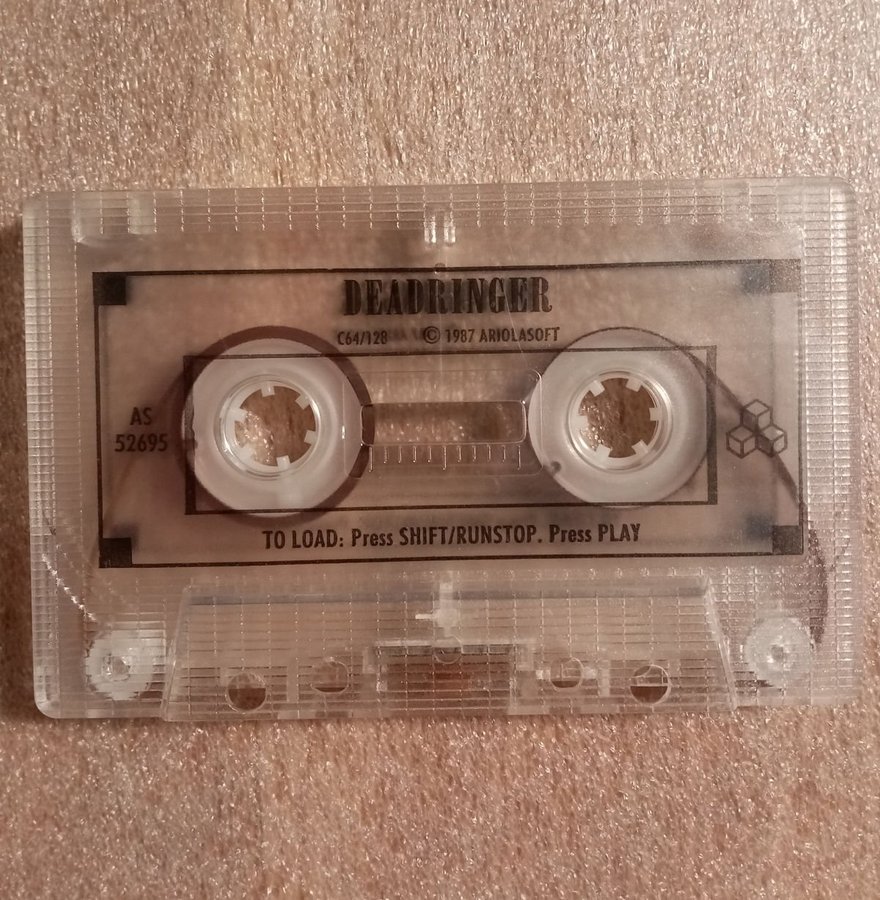 DEADRINGER
C64/128 © 1987 ARIOLASOFT
AS
52695
TO LOAD: Press SHIFT/RUNSTOP. Press PLAY